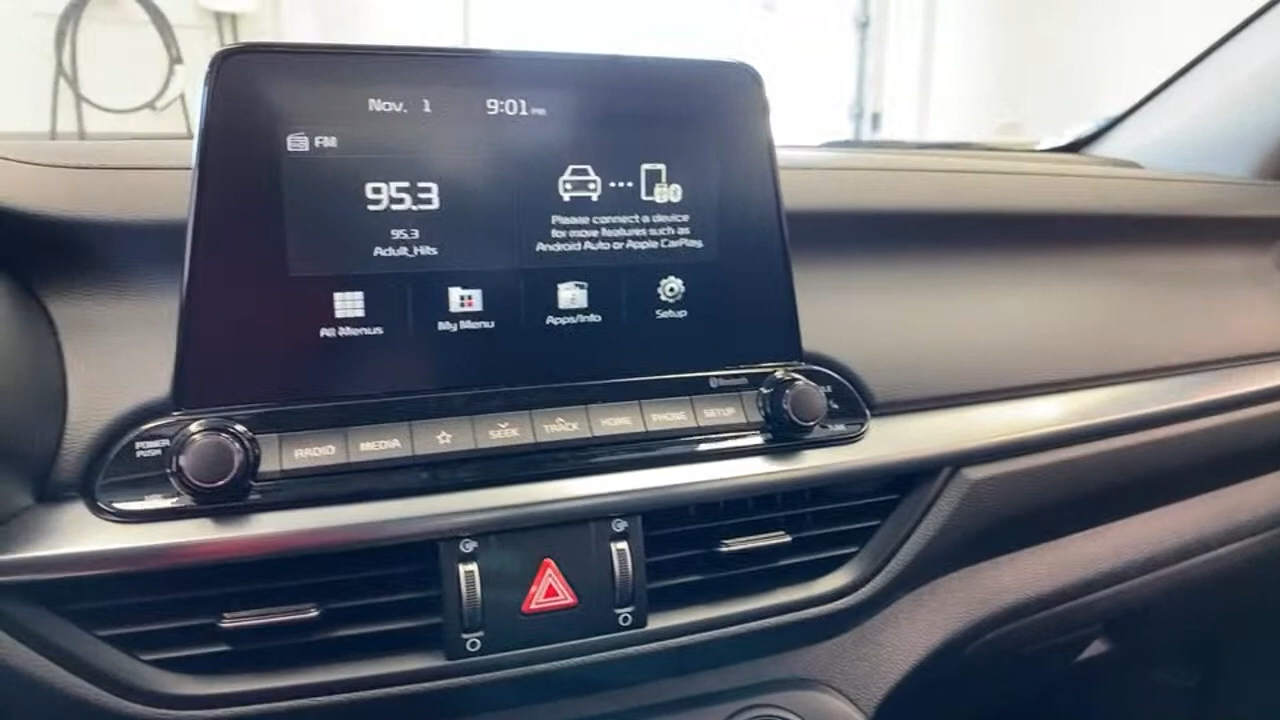 Nov. 1 9:01 PM
FM
95.3
95.3
Adult_Hits
Please connect a device
for more features such as
Android Auto or Apple CarPlay.
All Menus My Menu Apps/Info Setup
Bluetooth
POWER
PUSH
RADIO MEDIA SEEK TRACK HOME PHONE SETUP